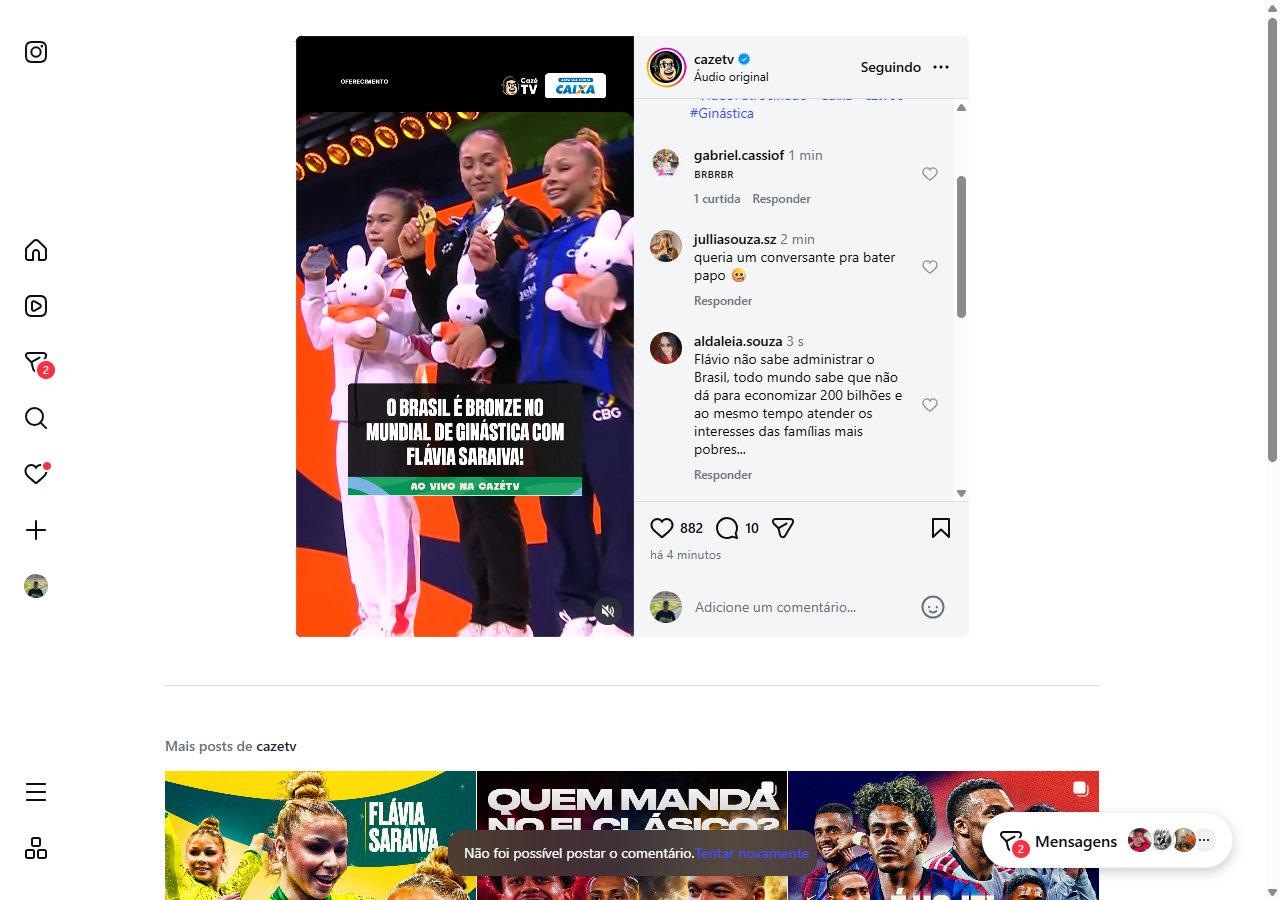 OFERECIMENTO
Cazé
TV
CAIXA
O BRASIL É BRONZE NO
MUNDIAL DE GINÁSTICA COM
FLÁVIA SARAIVA!
AO VIVO NA CAZÉTV
CBG
cazetv
Áudio original
Seguindo
#Ginástica
gabriel.cassiof 1 min
BRBRBR
1 curtida Responder
julliasouza.sz 2 min
queria um conversante pra bater
papo 🤪
Responder
aldaleia.souza 3 s
Flávio não sabe administrar o
Brasil, todo mundo sabe que não
dá para economizar 200 bilhões e
ao mesmo tempo atender os
interesses das famílias mais
pobres...
Responder
882 10
há 4 minutos
Adicione um comentário...
2
Mais posts de cazetv
FLÁVIA
SARAIVA
QUEM MANDA
NO EL CLÁSICO?
Não foi possível postar o comentário.Tentar novamente
2
Mensagens